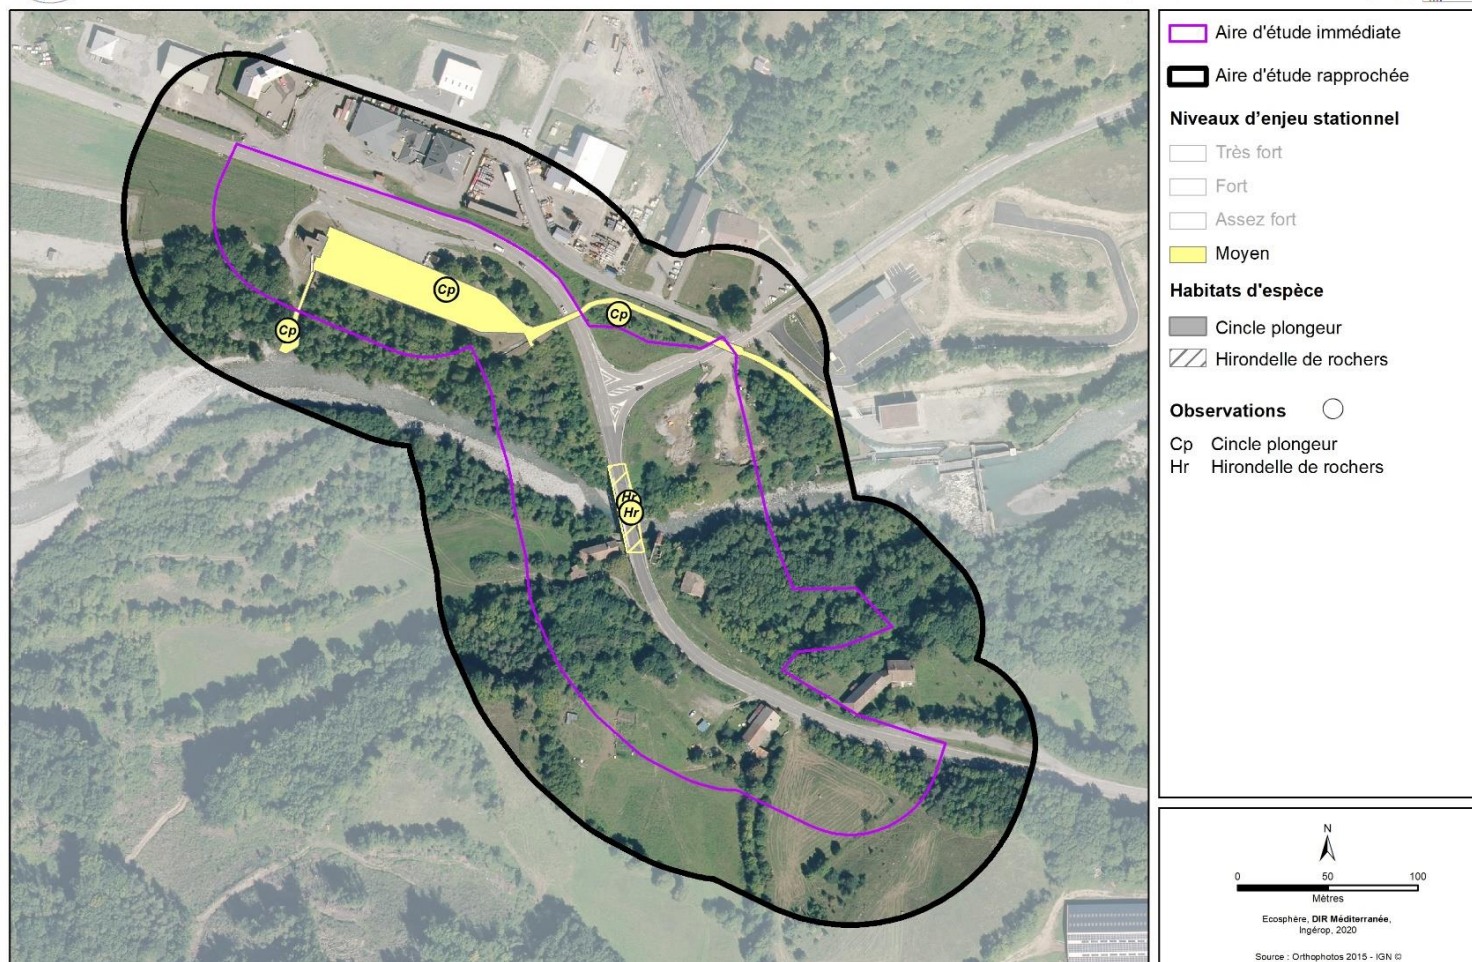 Aire d'étude immédiate
Aire d'étude rapprochée
Niveaux d'enjeu stationnel
Très fort
Fort
Assez fort
Moyen
Habitats d'espèce
Cincle plongeur
Hirondelle de rochers
Observations
Cp Cincle plongeur
Hr Hirondelle de rochers
Cp
Cp
Cp
Hr
Hr
N
0 50 100
Mètres
Ecosphère, DIR Méditerranée,
Ingérop, 2020
Source : Orthophotos 2015 - IGN ©